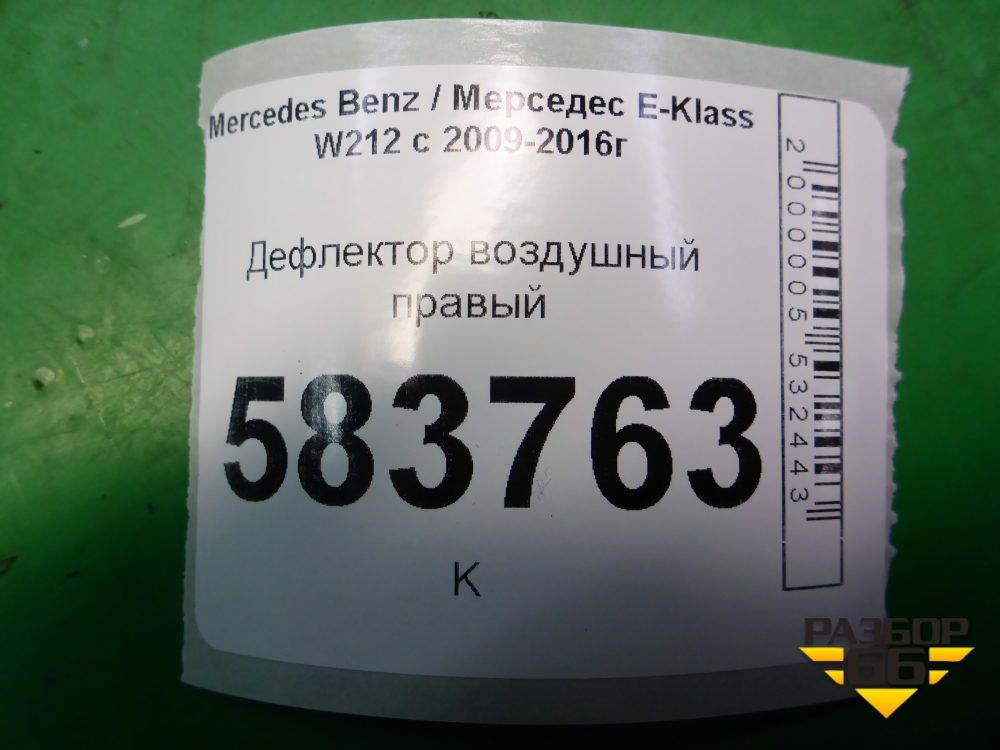 Mercedes Benz / Мерседес E-Klass
W212 с 2009-2016г
Дефлектор воздушный
правый
583763
К
2000005532443
РАЗБОР
66